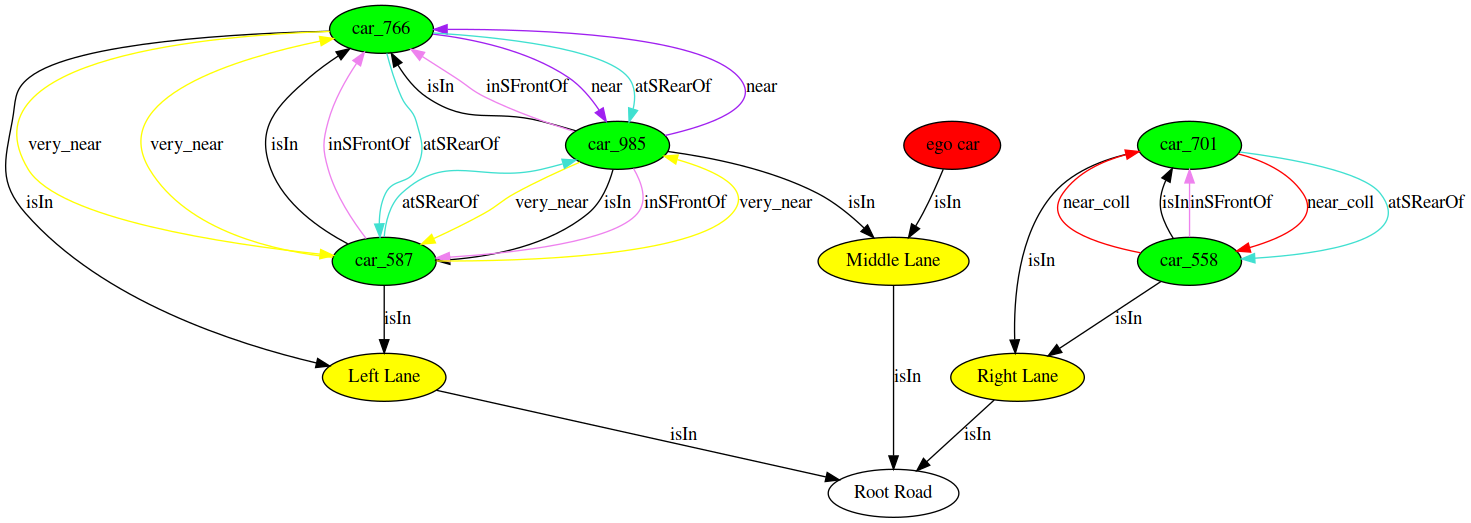 car_766
isIn inSFrontOf near atSRearOf near
very_near very_near isIn inSFrontOf atSRearOf car_985 ego car car_701
isIn atSRearOf very_near isIn inSFrontOf very_near isIn isIn near_coll isIn inSFrontOf near_coll atSRearOf
car_587 Middle Lane isIn car_558
isIn isIn
Left Lane isIn Right Lane
isIn isIn
Root Road